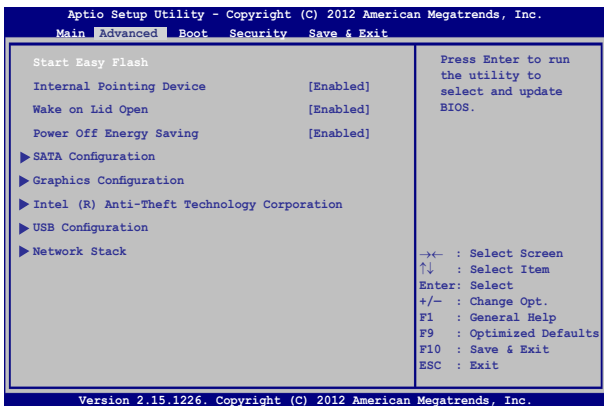 Aptio Setup Utility - Copyright (C) 2012 American Megatrends, Inc.
Main Advanced Boot Security Save & Exit
Start Easy Flash
Internal Pointing Device [Enabled]
Wake on Lid Open [Enabled]
Power Off Energy Saving [Enabled]
▶ SATA Configuration
▶ Graphics Configuration
▶ Intel (R) Anti-Theft Technology Corporation
▶ USB Configuration
▶ Network Stack
Press Enter to run
the utility to
select and update
BIOS.
→← : Select Screen
↑↓ : Select Item
Enter: Select
+/— : Change Opt.
F1 : General Help
F9 : Optimized Defaults
F10 : Save & Exit
ESC : Exit
Version 2.15.1226. Copyright (C) 2012 American Megatrends, Inc.